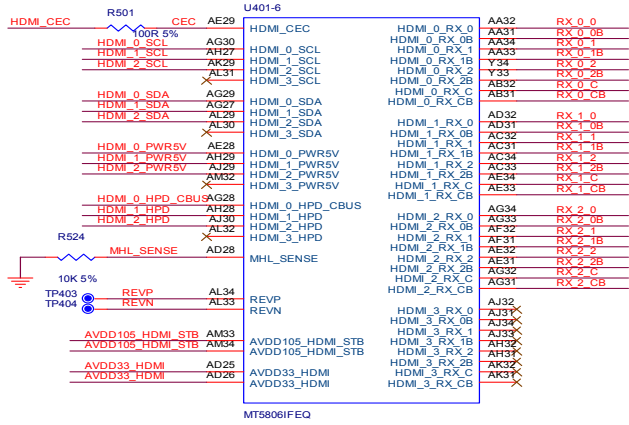 U401-6
R501
HDMI_CEC CEC AE29 HDMI_CEC
100R 5%
HDMI_0_SCL AG30 HDMI_0_SCL
HDMI_1_SCL AH27 HDMI_1_SCL
HDMI_2_SCL AK29 HDMI_2_SCL
AL31 HDMI_3_SCL
HDMI_0_SDA AG29 HDMI_0_SDA
HDMI_1_SDA AG27 HDMI_1_SDA
HDMI_2_SDA AL29 HDMI_2_SDA
AL30 HDMI_3_SDA
HDMI_0_PWR5V AE28 HDMI_0_PWR5V
HDMI_1_PWR5V AH29 HDMI_1_PWR5V
HDMI_2_PWR5V AJ29 HDMI_2_PWR5V
AM32 HDMI_3_PWR5V
HDMI_0_HPD_CBUS AG28 HDMI_0_HPD_CBUS
HDMI_1_HPD AH28 HDMI_1_HPD
HDMI_2_HPD AJ30 HDMI_2_HPD
AL32 HDMI_3_HPD
R524
MHL_SENSE AD28 MHL_SENSE
10K 5%
TP403 REVP AL34 REVP
TP404 REVN AL33 REVN
AVDD105_HDMI_STB AM33 AVDD105_HDMI_STB
AVDD105_HDMI_STB AM34 AVDD105_HDMI_STB
AVDD33_HDMI AD25 AVDD33_HDMI
AVDD33_HDMI AD26 AVDD33_HDMI
HDMI_0_RX_0 AA32 RX_0_0
HDMI_0_RX_0B AA31 RX_0_0B
HDMI_0_RX_1 AA34 RX_0_1
HDMI_0_RX_1B AA33 RX_0_1B
HDMI_0_RX_2 Y34 RX_0_2
HDMI_0_RX_2B Y33 RX_0_2B
HDMI_0_RX_C AB32 RX_0_C
HDMI_0_RX_CB AB31 RX_0_CB
HDMI_1_RX_0 AD32 RX_1_0
HDMI_1_RX_0B AD31 RX_1_0B
HDMI_1_RX_1 AC32 RX_1_1
HDMI_1_RX_1B AC31 RX_1_1B
HDMI_1_RX_2 AC34 RX_1_2
HDMI_1_RX_2B AC33 RX_1_2B
HDMI_1_RX_C AE34 RX_1_C
HDMI_1_RX_CB AE33 RX_1_CB
HDMI_2_RX_0 AG34 RX_2_0
HDMI_2_RX_0B AG33 RX_2_0B
HDMI_2_RX_1 AF32 RX_2_1
HDMI_2_RX_1B AF31 RX_2_1B
HDMI_2_RX_2 AE32 RX_2_2
HDMI_2_RX_2B AE31 RX_2_2B
HDMI_2_RX_C AG32 RX_2_C
HDMI_2_RX_CB AG31 RX_2_CB
HDMI_3_RX_0 AJ32
HDMI_3_RX_0B AJ31
HDMI_3_RX_1 AJ34
HDMI_3_RX_1B AJ33
HDMI_3_RX_2 AH32
HDMI_3_RX_2B AH31
HDMI_3_RX_C AK32
HDMI_3_RX_CB AK31
MT5806IFEQ